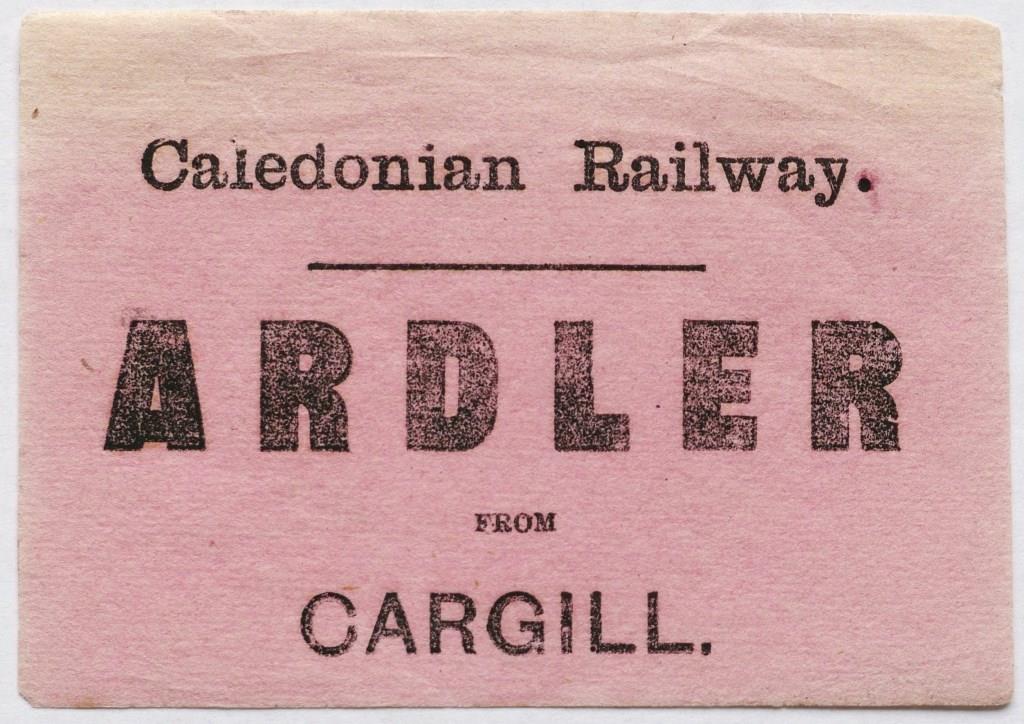 Caledonian Railway.
ARDLER
FROM
CARGILL.